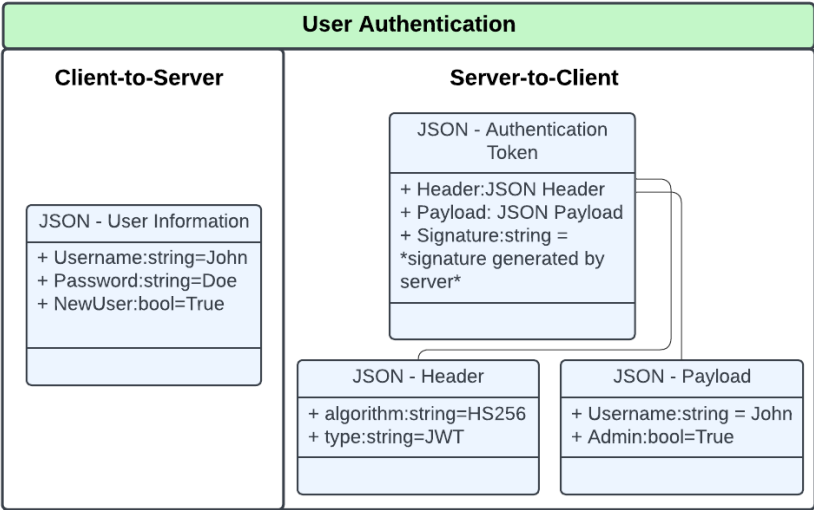 User Authentication
Client-to-Server
JSON - User Information
+ Username:string=John
+ Password:string=Doe
+ NewUser:bool=True
Server-to-Client
JSON - Authentication
Token
+ Header:JSON Header
+ Payload: JSON Payload
+ Signature:string =
*signature generated by
server*
JSON - Header
+ algorithm:string=HS256
+ type:string=JWT
JSON - Payload
+ Username:string = John
+ Admin:bool=True